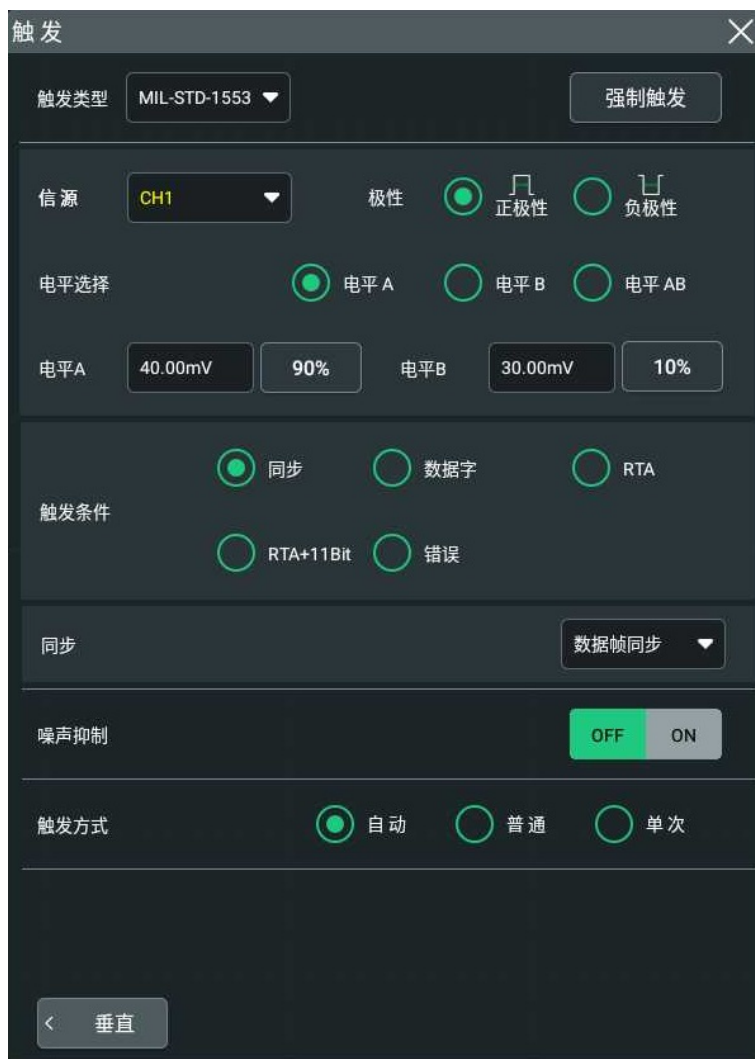 触发
触发类型 MIL-STD-1553 强制触发
信源 CH1 极性 正极性 负极性
电平选择 电平 A 电平 B 电平 AB
电平A 40.00mV 90% 电平B 30.00mV 10%
同步 数据字 RTA
触发条件
RTA+11Bit 错误
同步 数据帧同步
噪声抑制 OFF ON
触发方式 自动 普通 单次
垂直